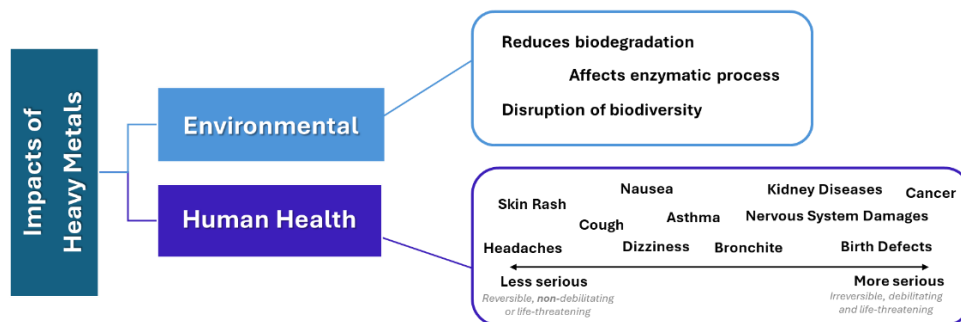 Impacts of
Heavy Metals
Environmental
Reduces biodegradation
Affects enzymatic process
Disruption of biodiversity
Human Health
Skin Rash
Nausea
Kidney Diseases
Cancer
Cough
Asthma
Nervous System Damages
Headaches
Dizziness
Bronchite
Birth Defects
Less serious
More serious
Reversible, non-debilitating
or life-threatening
Irreversible, debilitating
and life-threatening